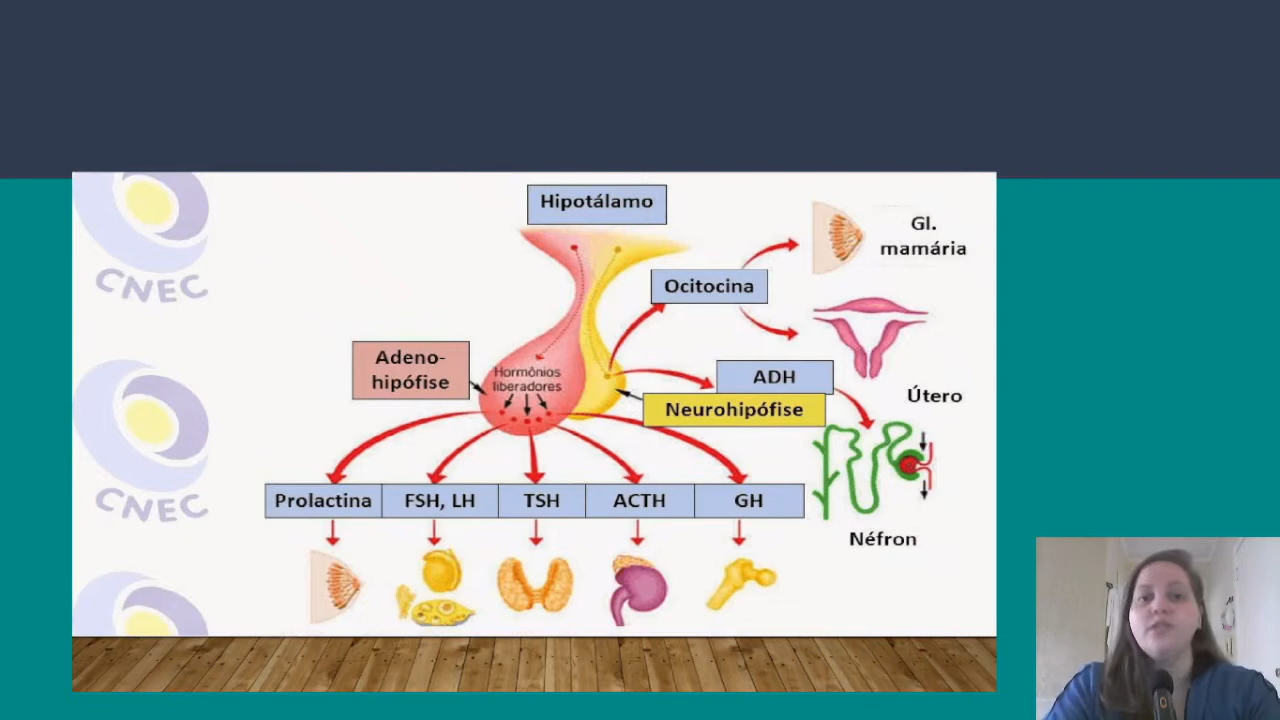 Hipotálamo
Gl.
mamária
Ocitocina
Adeno-
hipófise
Hormônios
liberadores
ADH
Neurohipófise
Útero
Prolactina
FSH, LH
TSH
ACTH
GH
Néfron
CNEC
CNEC